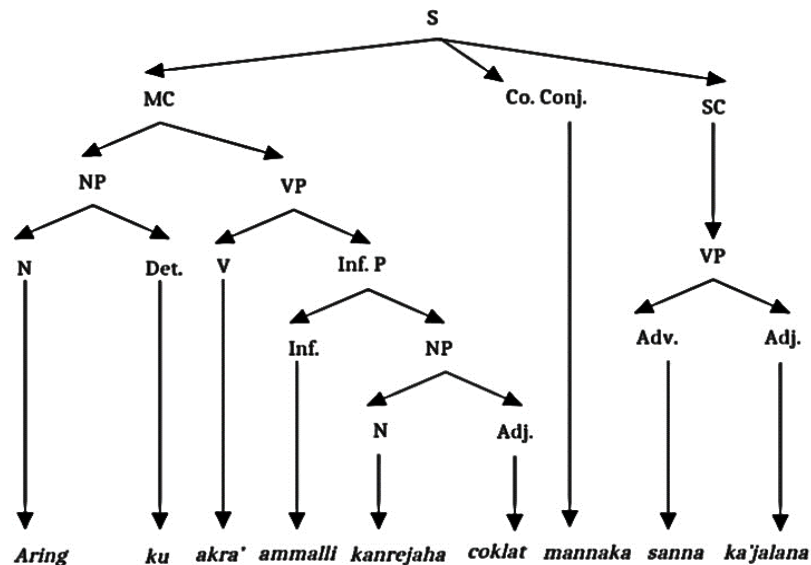 S
MC Co. Conj. SC
NP VP
N Det. V Inf. P VP
Inf. NP Adv. Adj.
N Adj.
Aring ku akra' ammalli kanrejaha coklat mannaka sanna ka'jalana